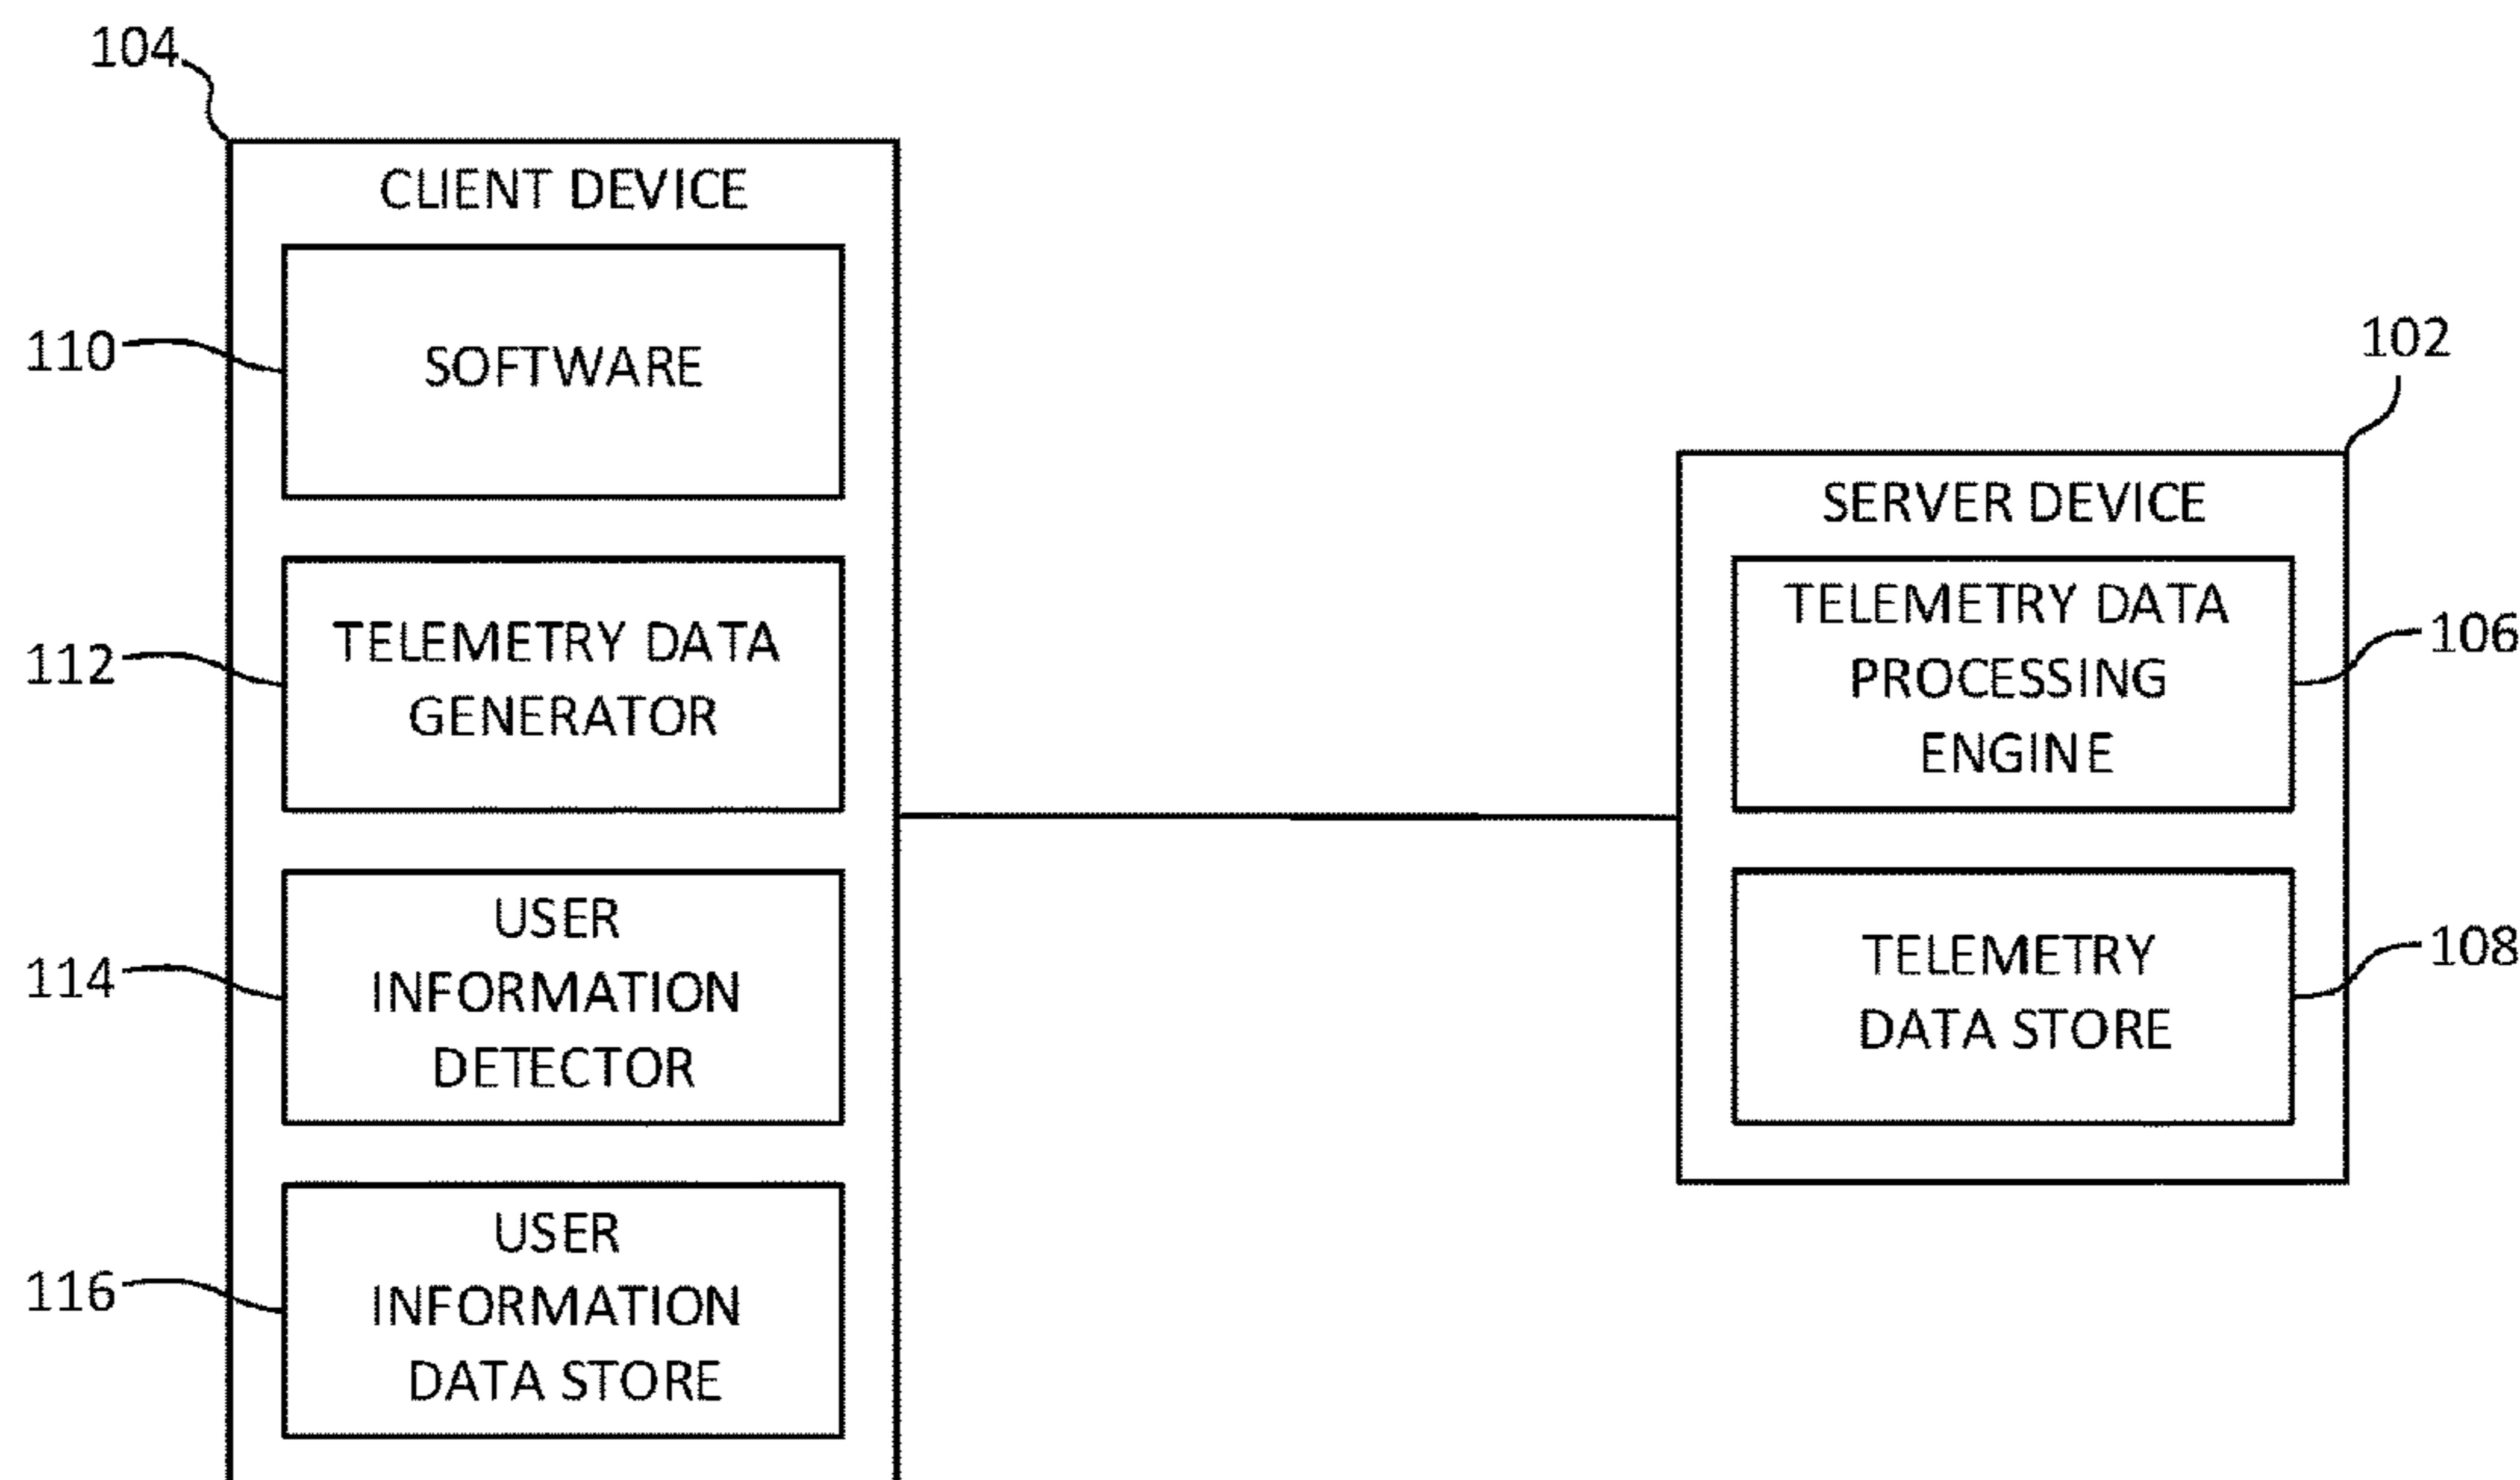 104
CLIENT DEVICE
110
SOFTWARE
112
TELEMETRY DATA
GENERATOR
114
USER
INFORMATION
DETECTOR
116
USER
INFORMATION
DATA STORE
102
SERVER DEVICE
TELEMETRY DATA
PROCESSING
ENGINE
106
TELEMETRY
DATA STORE
108